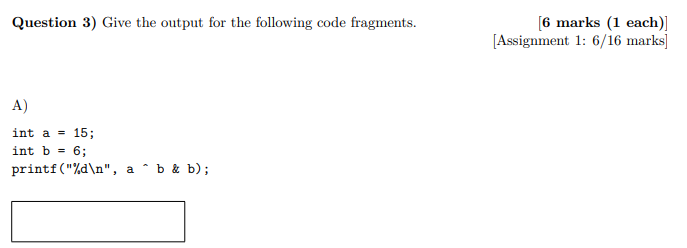 Question 3) Give the output for the following code fragments. [6 marks (1 each)]
[Assignment 1: 6/16 marks]
A)
int a = 15;
int b = 6;
printf("%d\n", a ^ b & b);